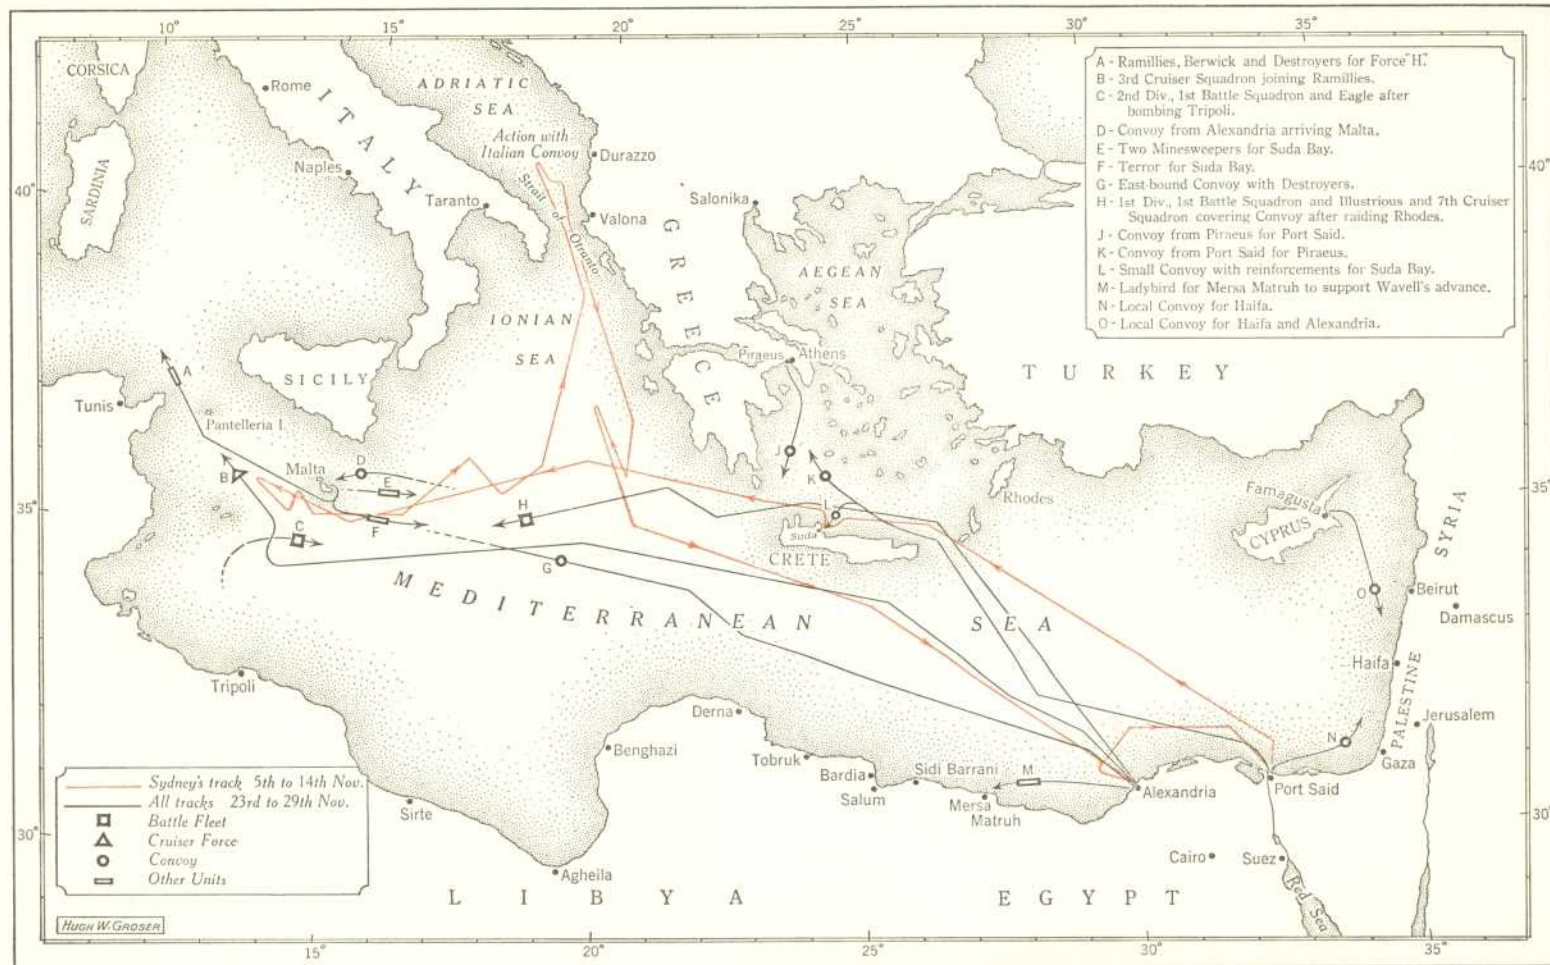 10°
15°
20°
25°
30°
35°
CORSICA
Rome
ITALY
ADRIATIC
SEA
Action with
Italian Convoy
Durazzo
Naples
Strait of Otranto
Taranto
Valona
SARDINIA
40°
40°
Salonika
GREECE
AEGEAN
SEA
IONIAN
SEA
A - Ramillies, Berwick and Destroyers for Force "H".
B - 3rd Cruiser Squadron joining Ramillies.
C - 2nd Div., 1st Battle Squadron and Eagle after
bombing Tripoli.
D - Convoy from Alexandria arriving Malta.
E - Two Minesweepers for Suda Bay.
F - Terror for Suda Bay.
G - East-bound Convoy with Destroyers.
H - 1st Div., 1st Battle Squadron and Illustrious and 7th Cruiser
Squadron covering Convoy after raiding Rhodes.
J - Convoy from Piraeus for Port Said.
K - Convoy from Port Said for Piraeus.
L - Small Convoy with reinforcements for Suda Bay.
M - Ladybird for Mersa Matruh to support Wavell's advance.
N - Local Convoy for Haifa.
O - Local Convoy for Haifa and Alexandria.
Piraeus
Athens
TURKEY
A
SICILY
Tunis
Pantelleria I.
B
Malta
D
E
F
C
H
G
J
K
L
Suda
CRETE
Rhodes
35°
35°
Famagusta
CYPRUS
SYRIA
O
Beirut
Damascus
MEDITERRANEAN SEA
Haifa
PALESTINE
Jerusalem
Tripoli
Derna
Benghazi
Tobruk
Bardia
Salum
Sidi Barrani
M
Mersa
Matruh
Alexandria
N
Gaza
Port Said
Sydney's track 5th to 14th Nov.
All tracks 23rd to 29th Nov.
Battle Fleet
Cruiser Force
Convoy
Other Units
30°
30°
Sirte
Agheila
Cairo
Suez
Red Sea
LIBYA
EGYPT
HUGH W. GROSER
15°
20°
25°
30°
35°